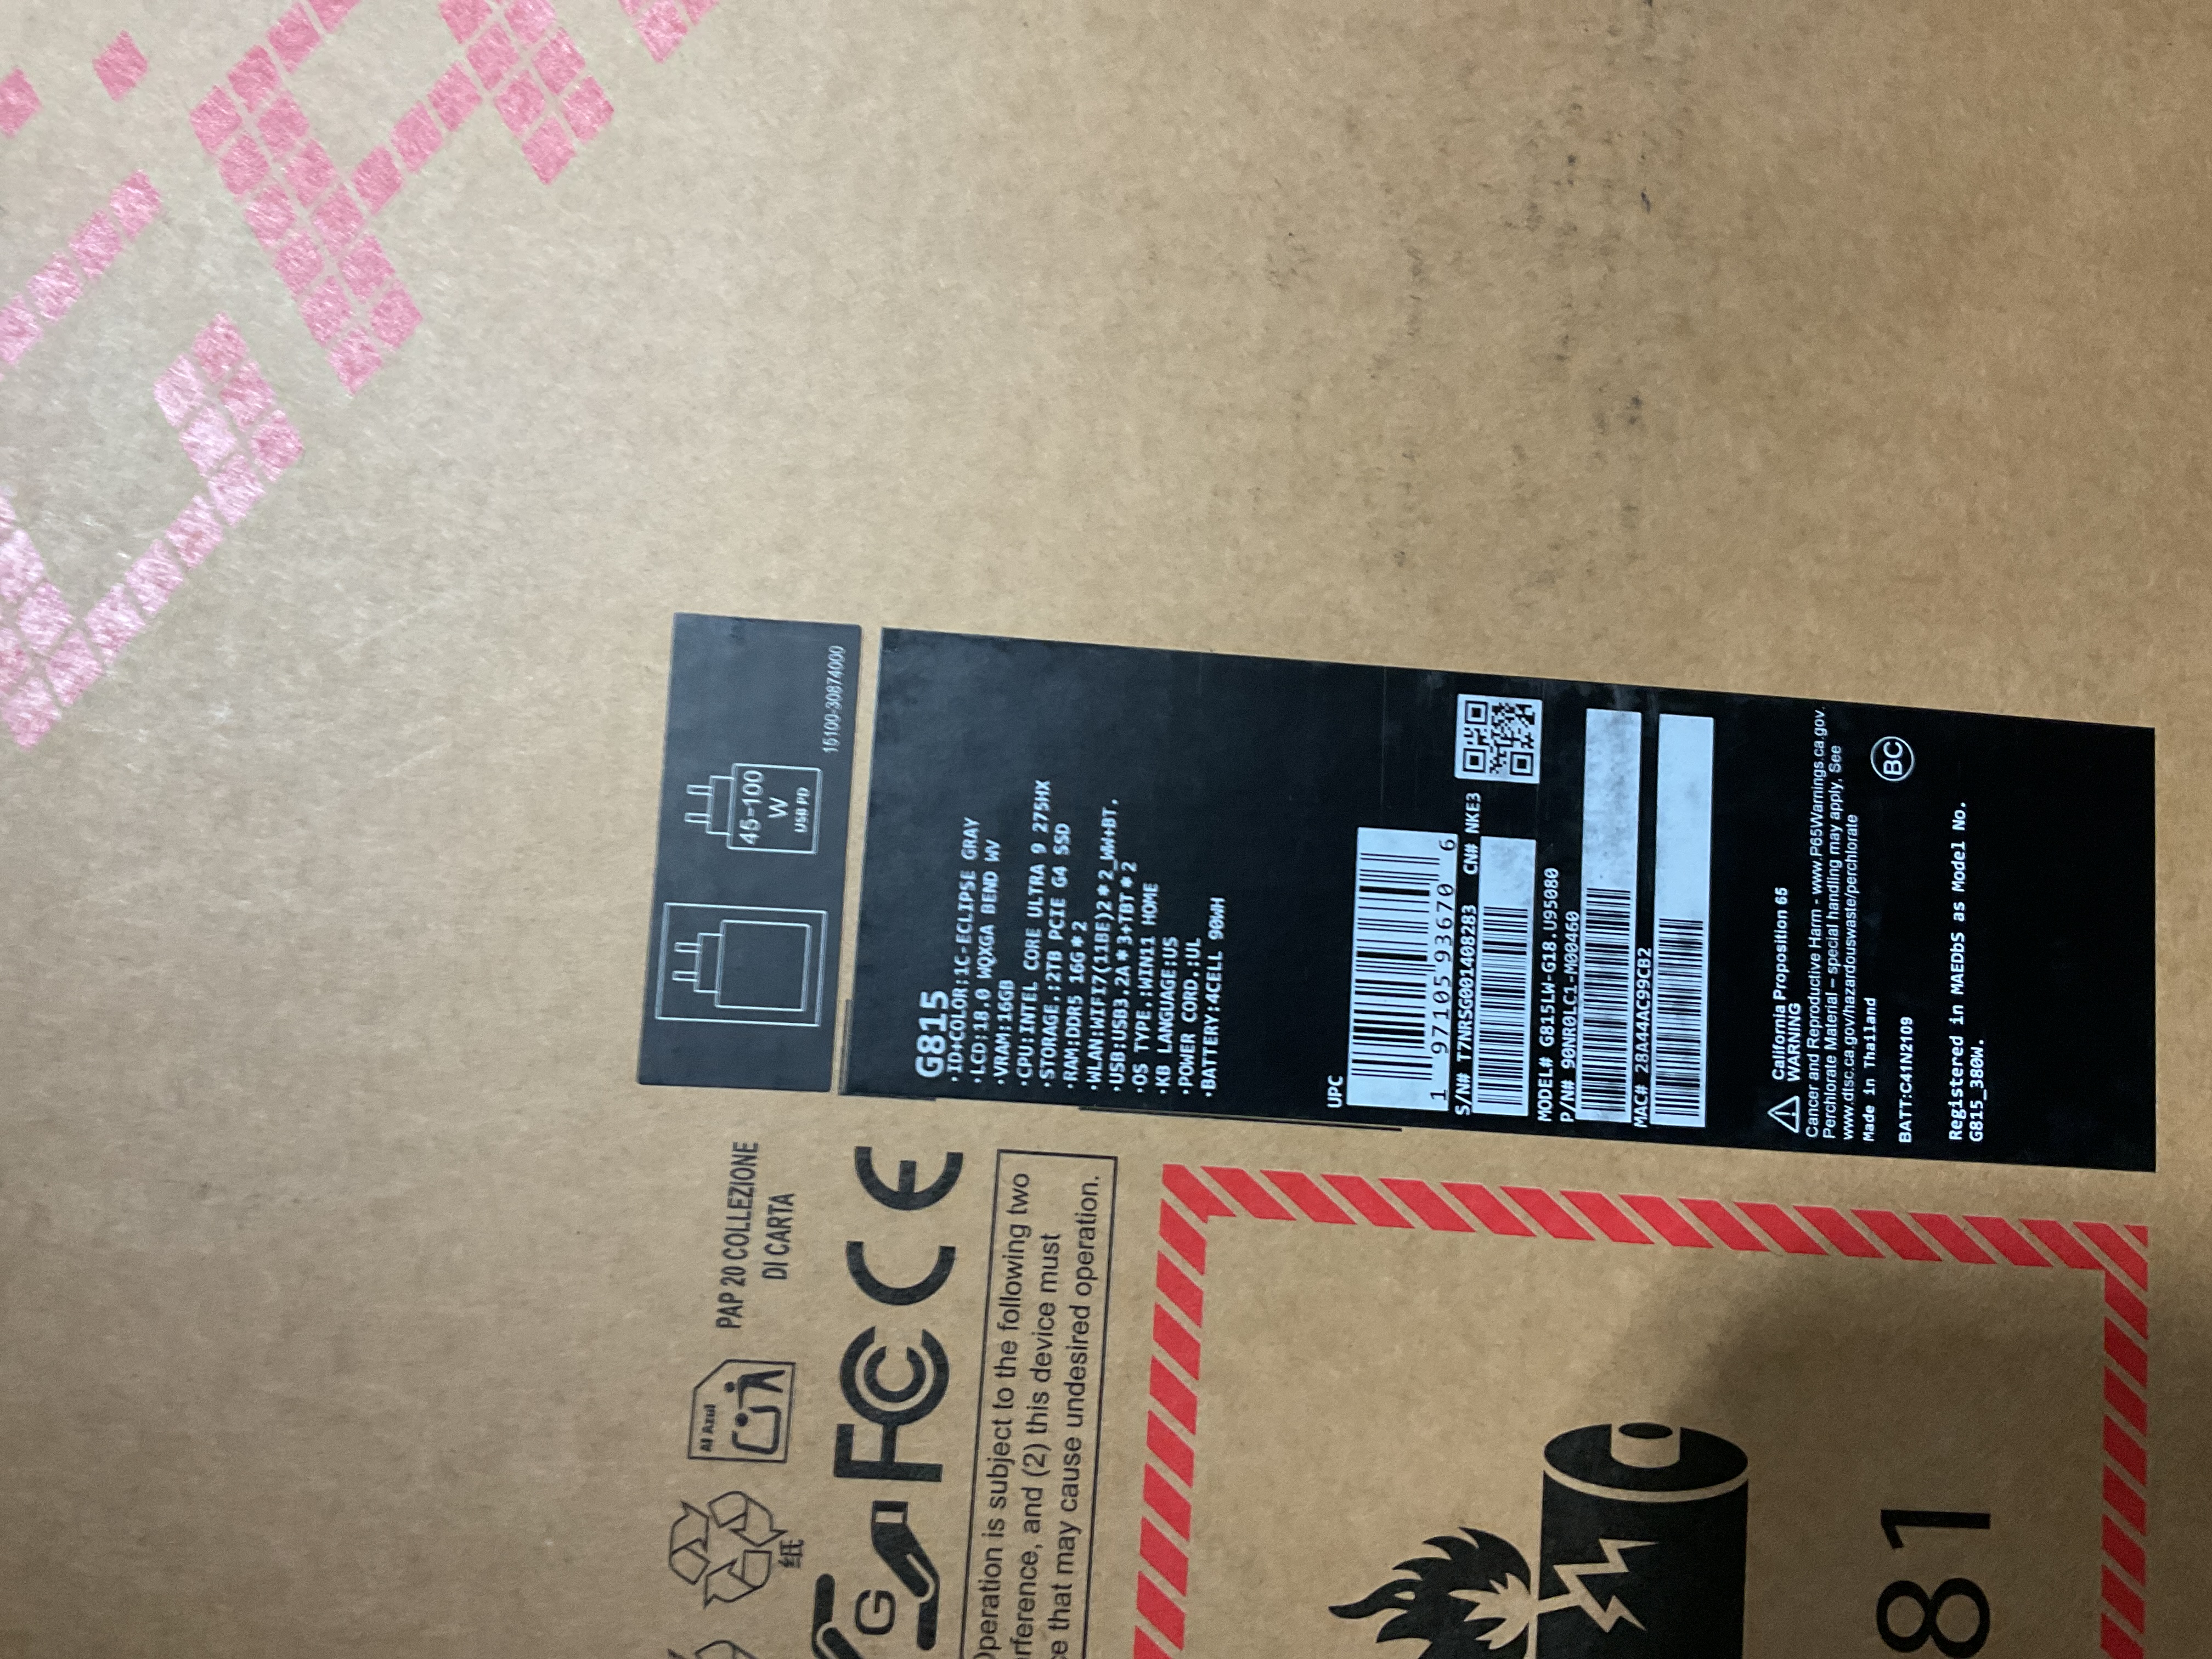 45-100
W
USB PD
15100-30874000
G815
·ID+COLOR:1C-ECLIPSE GRAY
·LCD:18.0 WQXGA BEND WV
·VRAM:16GB
·CPU:INTEL CORE ULTRA 9 275HX
·STORAGE.:2TB PCIE G4 SSD
·RAM:DDR5 16G*2
·WLAN:WIFI7(11BE)2*2_WW+BT.
·USB:USB3.2A*3+TBT*2
·OS TYPE.:WIN11 HOME
·KB LANGUAGE:US
·POWER CORD.:UL
·BATTERY:4CELL 90WH
UPC
1 97105 93670 6
S/N# T7NRSG001408283 CN# NKE3
MODEL# G815LW-G18.U95080
P/N# 90NR0LC1-M00460
MAC# 28A44AC99CB2
California Proposition 65
WARNING
Cancer and Reproductive Harm - www.P65Warnings.ca.gov.
Perchlorate Material – special handling may apply, See
www.dtsc.ca.gov/hazardouswaste/perchlorate
Made in Thailand
BC
BATT:C41N2109
Registered in MAEDbS as Model No.
G815_380W.
PAP 20 COLLEZIONE
DI CARTA
Al Azul
纸
G
FC CE
Operation is subject to the following two
rference, and (2) this device must
ce that may cause undesired operation.
81